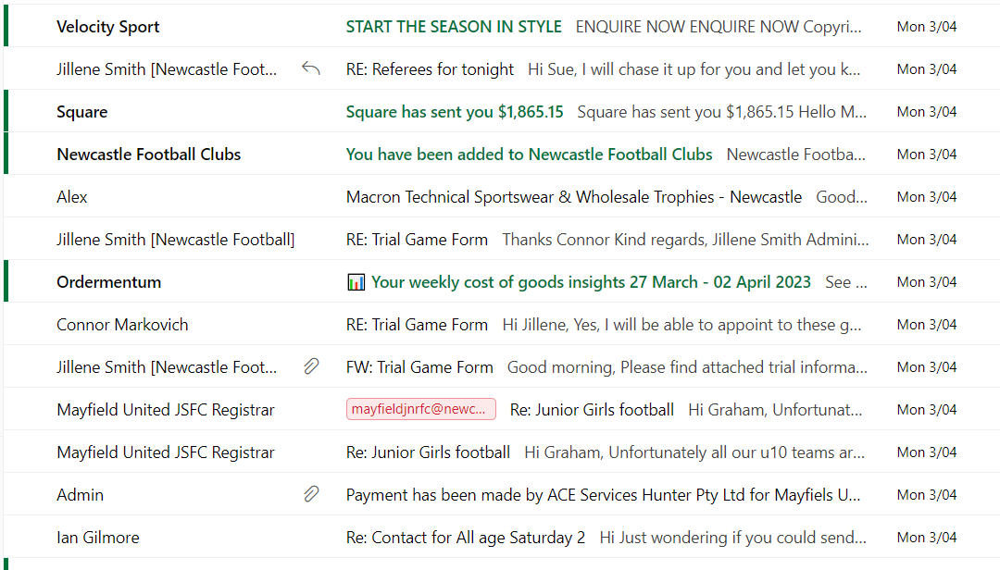 Velocity Sport START THE SEASON IN STYLE ENQUIRE NOW ENQUIRE NOW Copyri... Mon 3/04
Jillene Smith [Newcastle Foot... RE: Referees for tonight Hi Sue, I will chase it up for you and let you k... Mon 3/04
Square Square has sent you $1,865.15 Square has sent you $1,865.15 Hello M... Mon 3/04
Newcastle Football Clubs You have been added to Newcastle Football Clubs Newcastle Footba... Mon 3/04
Alex Macron Technical Sportswear & Wholesale Trophies - Newcastle Good... Mon 3/04
Jillene Smith [Newcastle Football] RE: Trial Game Form Thanks Connor Kind regards, Jillene Smith Admini... Mon 3/04
Ordermentum Your weekly cost of goods insights 27 March - 02 April 2023 See ... Mon 3/04
Connor Markovich RE: Trial Game Form Hi Jillene, Yes, I will be able to appoint to these g... Mon 3/04
Jillene Smith [Newcastle Foot... FW: Trial Game Form Good morning, Please find attached trial informa... Mon 3/04
Mayfield United JSFC Registrar mayfieldjnrfc@newc... Re: Junior Girls football Hi Graham, Unfortunat... Mon 3/04
Mayfield United JSFC Registrar Re: Junior Girls football Hi Graham, Unfortunately all our u10 teams ar... Mon 3/04
Admin Payment has been made by ACE Services Hunter Pty Ltd for Mayfiels U... Mon 3/04
Ian Gilmore Re: Contact for All age Saturday 2 Hi Just wondering if you could send... Mon 3/04